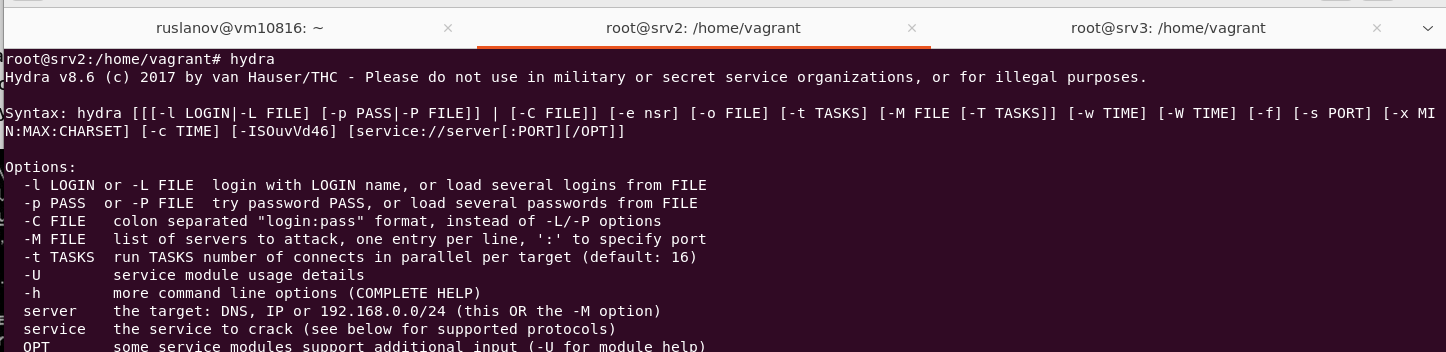 ruslanov@vm10816: ~ × root@srv2: /home/vagrant × root@srv3: /home/vagrant ×
root@srv2:/home/vagrant# hydra
Hydra v8.6 (c) 2017 by van Hauser/THC - Please do not use in military or secret service organizations, or for illegal purposes.
Syntax: hydra [[[-l LOGIN|-L FILE] [-p PASS|-P FILE]] | [-C FILE]] [-e nsr] [-o FILE] [-t TASKS] [-M FILE [-T TASKS]] [-w TIME] [-W TIME] [-f] [-s PORT] [-x MI
N:MAX:CHARSET] [-c TIME] [-ISOuvVd46] [service://server[:PORT][/OPT]]
Options:
  -l LOGIN or -L FILE  login with LOGIN name, or load several logins from FILE
  -p PASS  or -P FILE  try password PASS, or load several passwords from FILE
  -C FILE   colon separated "login:pass" format, instead of -L/-P options
  -M FILE   list of servers to attack, one entry per line, ':' to specify port
  -t TASKS  run TASKS number of connects in parallel per target (default: 16)
  -U        service module usage details
  -h        more command line options (COMPLETE HELP)
  server    the target: DNS, IP or 192.168.0.0/24 (this OR the -M option)
  service   the service to crack (see below for supported protocols)
  OPT       some service modules support additional input (-U for module help)